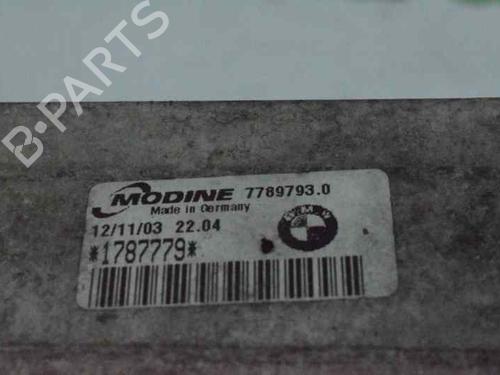 B-PARTS
MODINE 7789793.0
Made in Germany
BMW
12/11/03 22.04
*1787779*